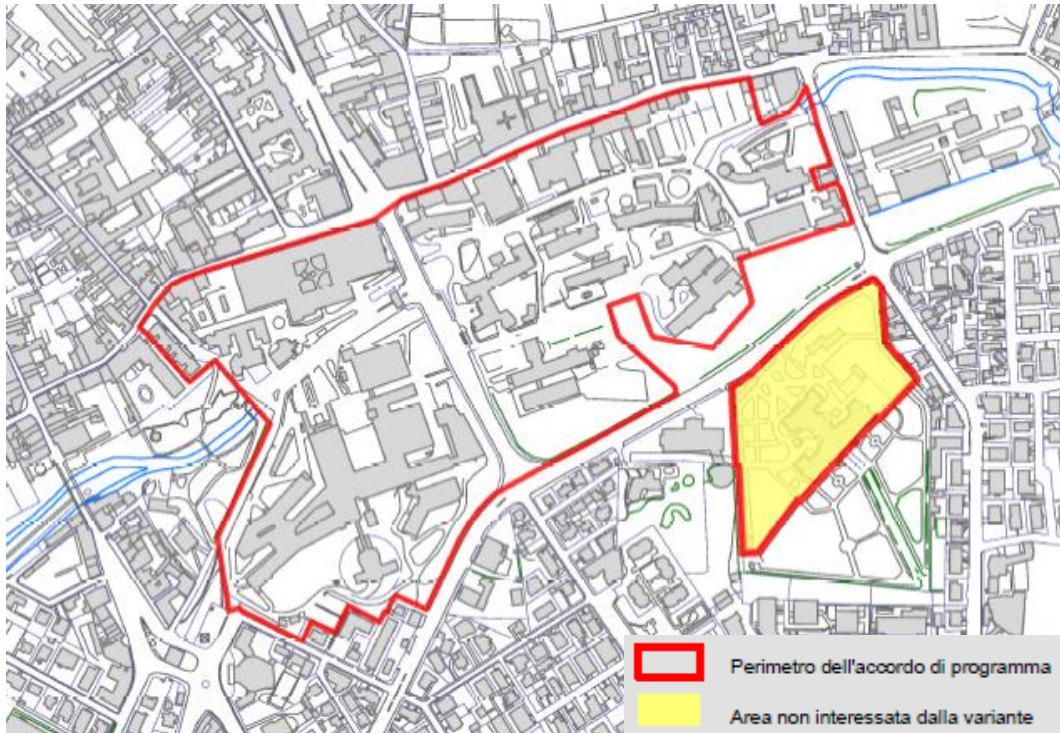 Perimetro dell'accordo di programma
Area non interessata dalla variante